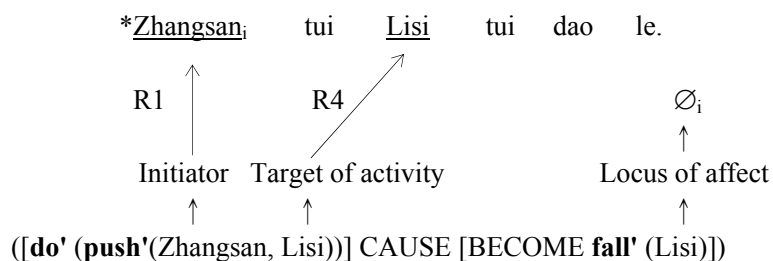 *Zhangsanᵢ tui Lisi tui dao le.
R1 R4 ∅ᵢ
Initiator Target of activity Locus of affect
([do' (push'(Zhangsan, Lisi))] CAUSE [BECOME fall' (Lisi)])